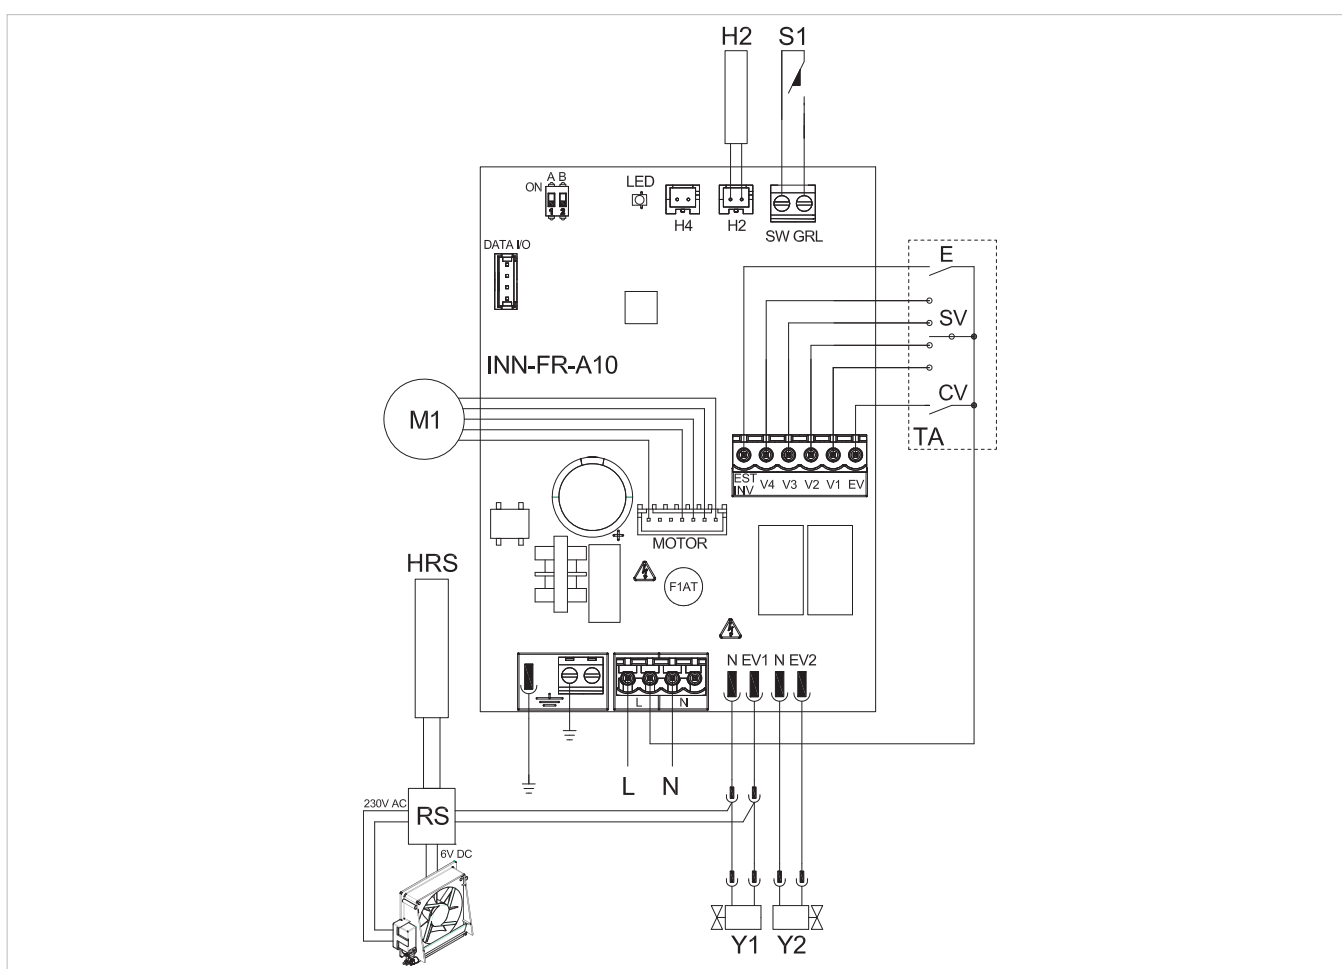 H2 S1
A B
ON
1 2
LED
H4 H2 SW GRL
DATA I/O
E
SV
INN-FR-A10
CV
TA
M1
EST
INV V4 V3 V2 V1 EV
MOTOR
HRS
F1AT
N EV1 N EV2
L N
L N
230V AC
RS
6V DC
Y1 Y2